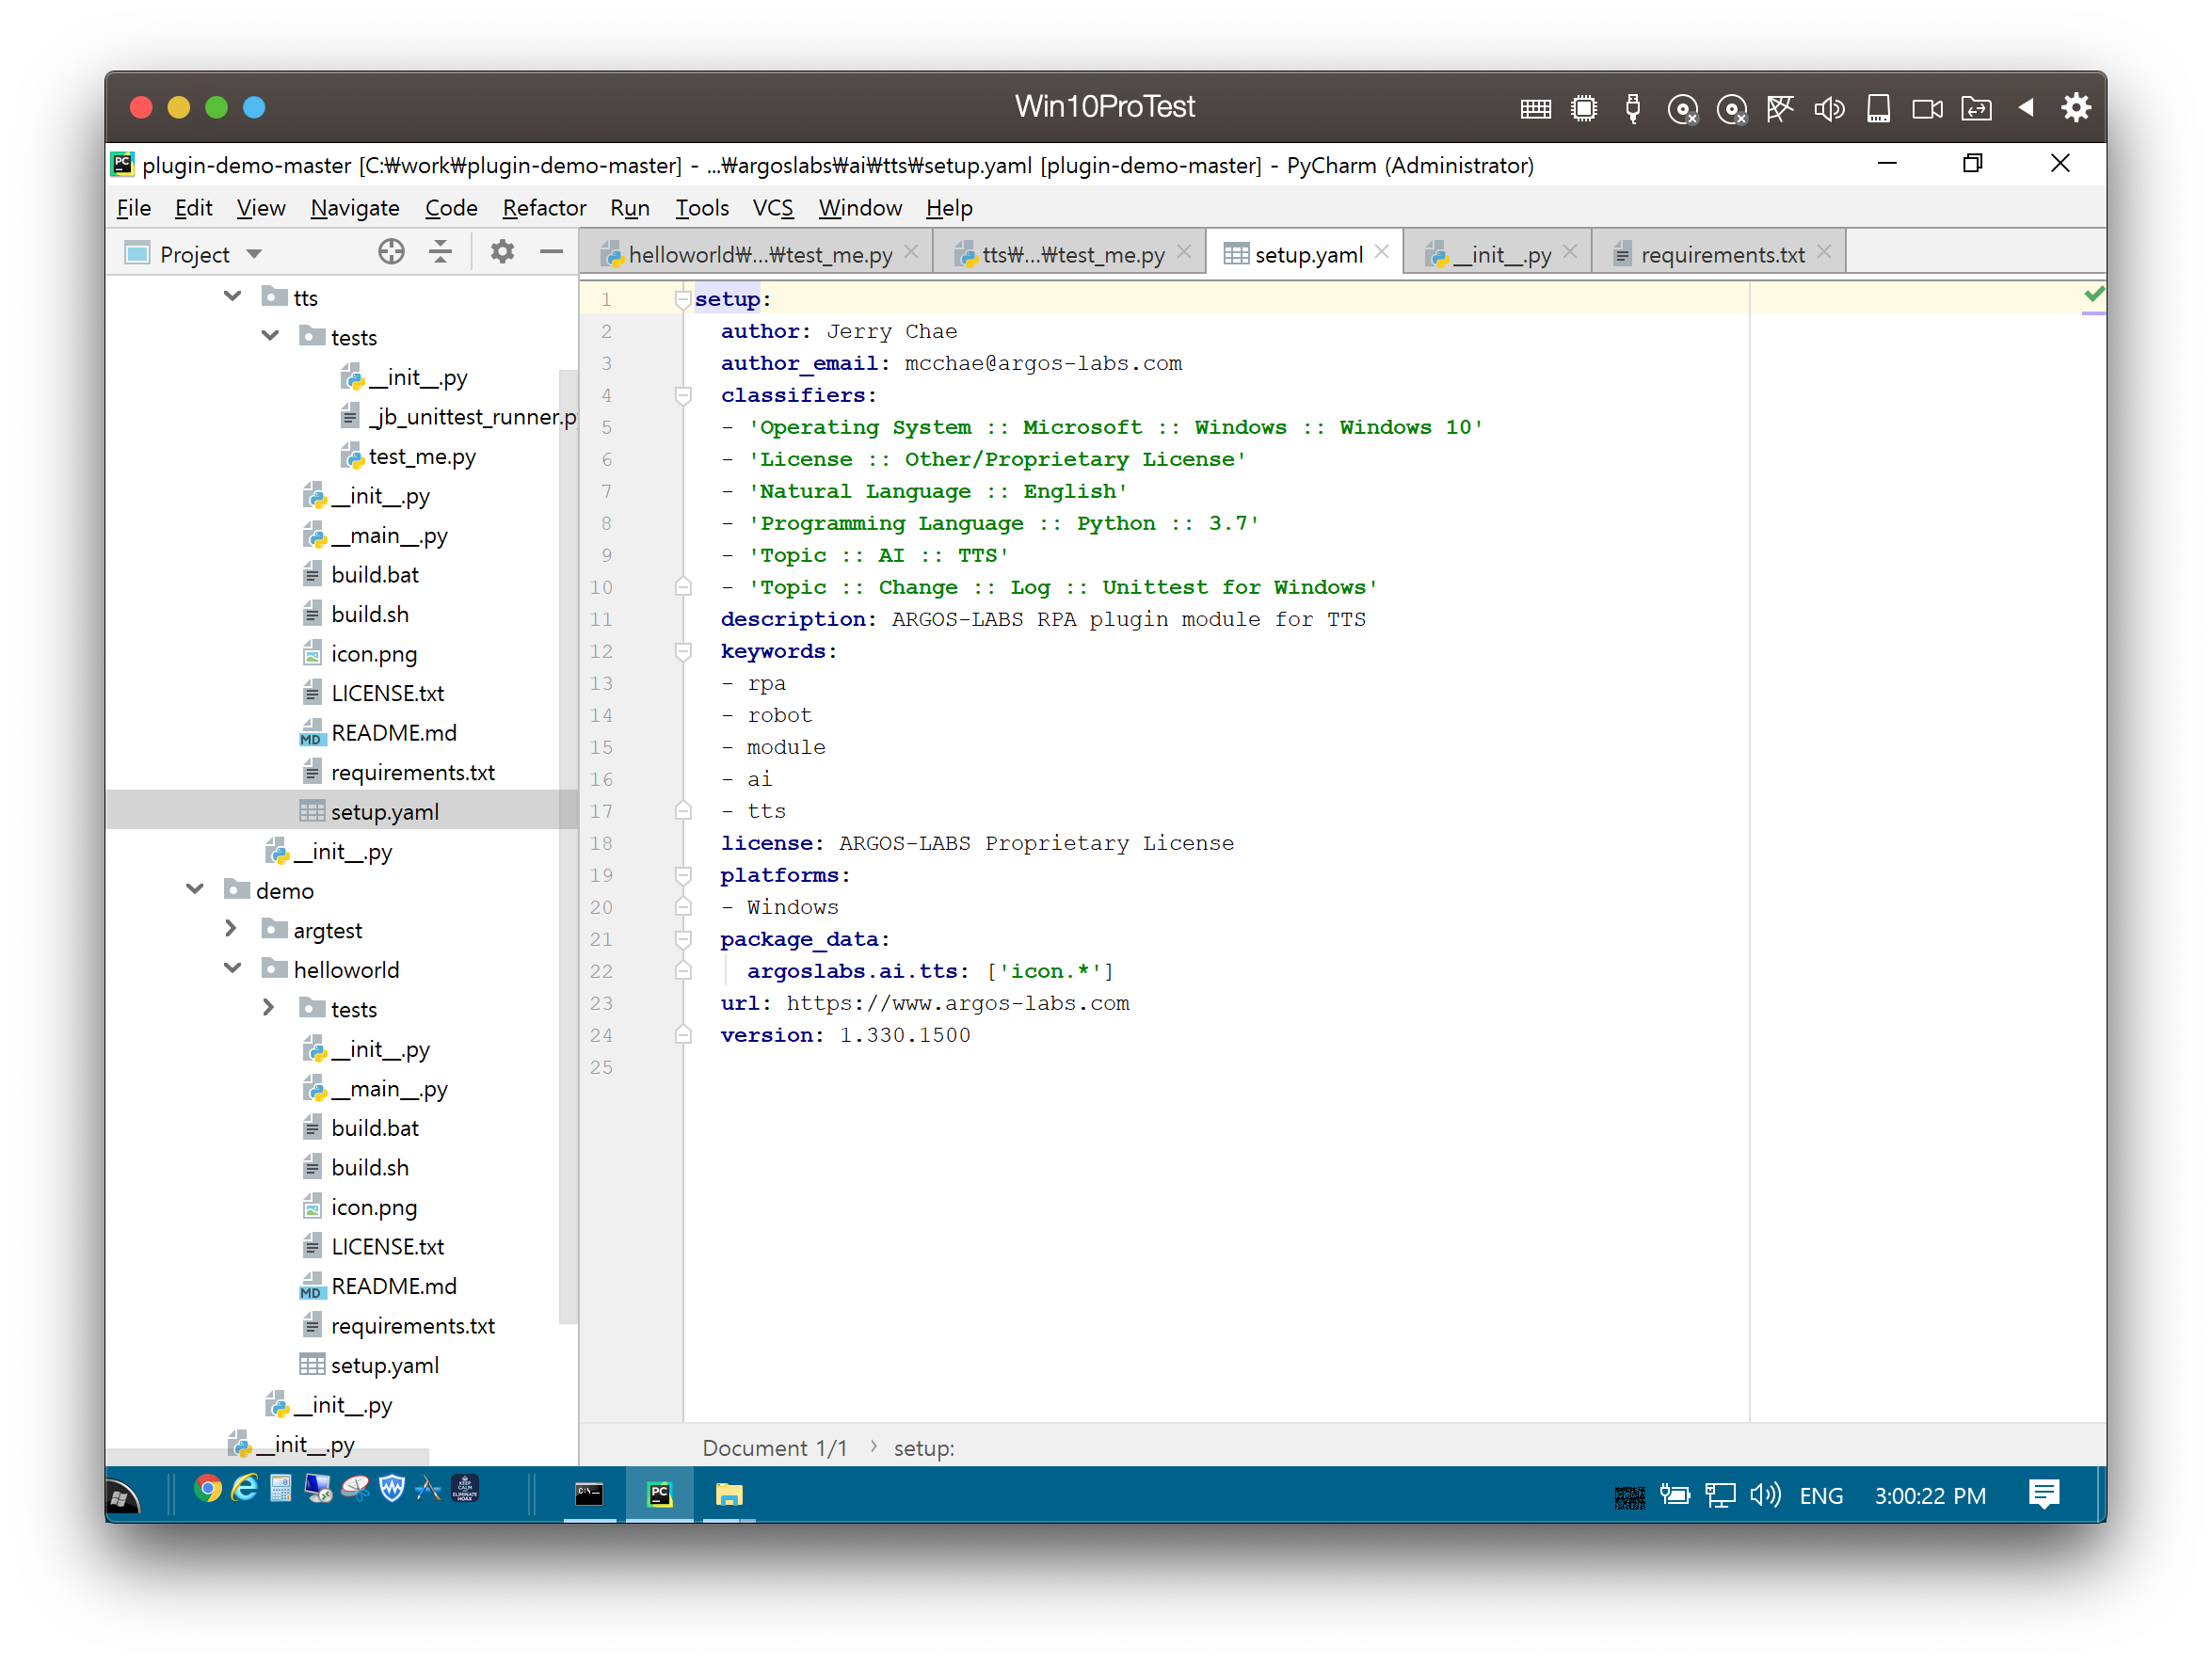 Win10ProTest
plugin-demo-master [C:₩work₩plugin-demo-master] - ...₩argoslabs₩ai₩tts₩setup.yaml [plugin-demo-master] - PyCharm (Administrator)
File Edit View Navigate Code Refactor Run Tools VCS Window Help
Project
helloworld₩...₩test_me.py tts₩...₩test_me.py setup.yaml __init__.py requirements.txt
tts
tests
__init__.py
_jb_unittest_runner.p
test_me.py
__init__.py
__main__.py
build.bat
build.sh
icon.png
LICENSE.txt
MD README.md
requirements.txt
setup.yaml
__init__.py
demo
argtest
helloworld
tests
__init__.py
__main__.py
build.bat
build.sh
icon.png
LICENSE.txt
MD README.md
requirements.txt
setup.yaml
__init__.py
__init__.py
1 setup:
2 author: Jerry Chae
3 author_email: mcchae@argos-labs.com
4 classifiers:
5 - 'Operating System :: Microsoft :: Windows :: Windows 10'
6 - 'License :: Other/Proprietary License'
7 - 'Natural Language :: English'
8 - 'Programming Language :: Python :: 3.7'
9 - 'Topic :: AI :: TTS'
10 - 'Topic :: Change :: Log :: Unittest for Windows'
11 description: ARGOS-LABS RPA plugin module for TTS
12 keywords:
13 - rpa
14 - robot
15 - module
16 - ai
17 - tts
18 license: ARGOS-LABS Proprietary License
19 platforms:
20 - Windows
21 package_data:
22 argoslabs.ai.tts: ['icon.*']
23 url: https://www.argos-labs.com
24 version: 1.330.1500
25
Document 1/1 › setup:
KEEP
CALM
ELIMINATE
HOAX
ENG 3:00:22 PM